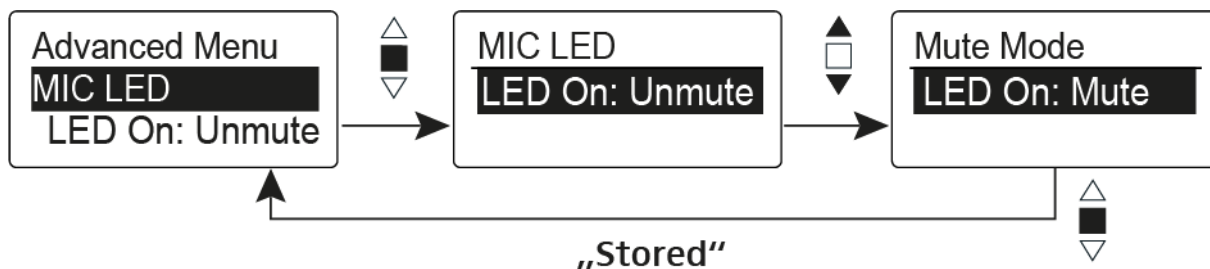 Advanced Menu
MIC LED
LED On: Unmute
MIC LED
LED On: Unmute
Mute Mode
LED On: Mute
„Stored“